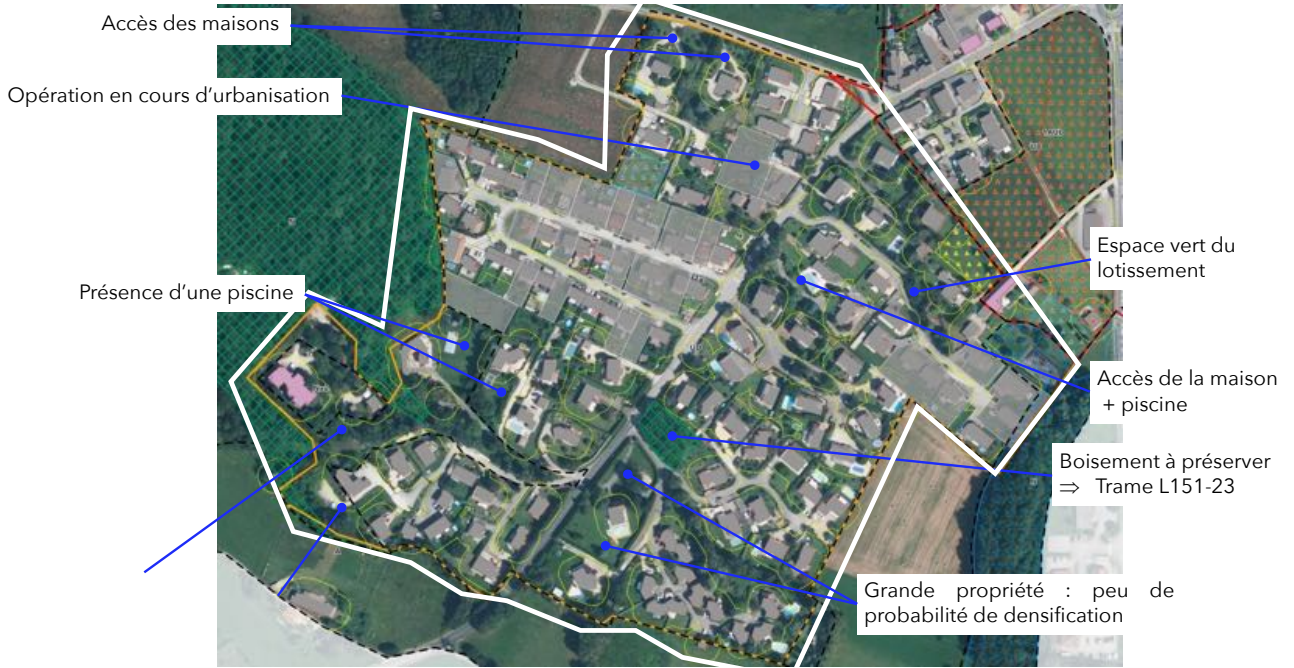 Accès des maisons
Opération en cours d'urbanisation
Présence d'une piscine
Espace vert du
lotissement
Accès de la maison
+ piscine
Boisement à préserver
⇒ Trame L151-23
Grande propriété : peu de
probabilité de densification